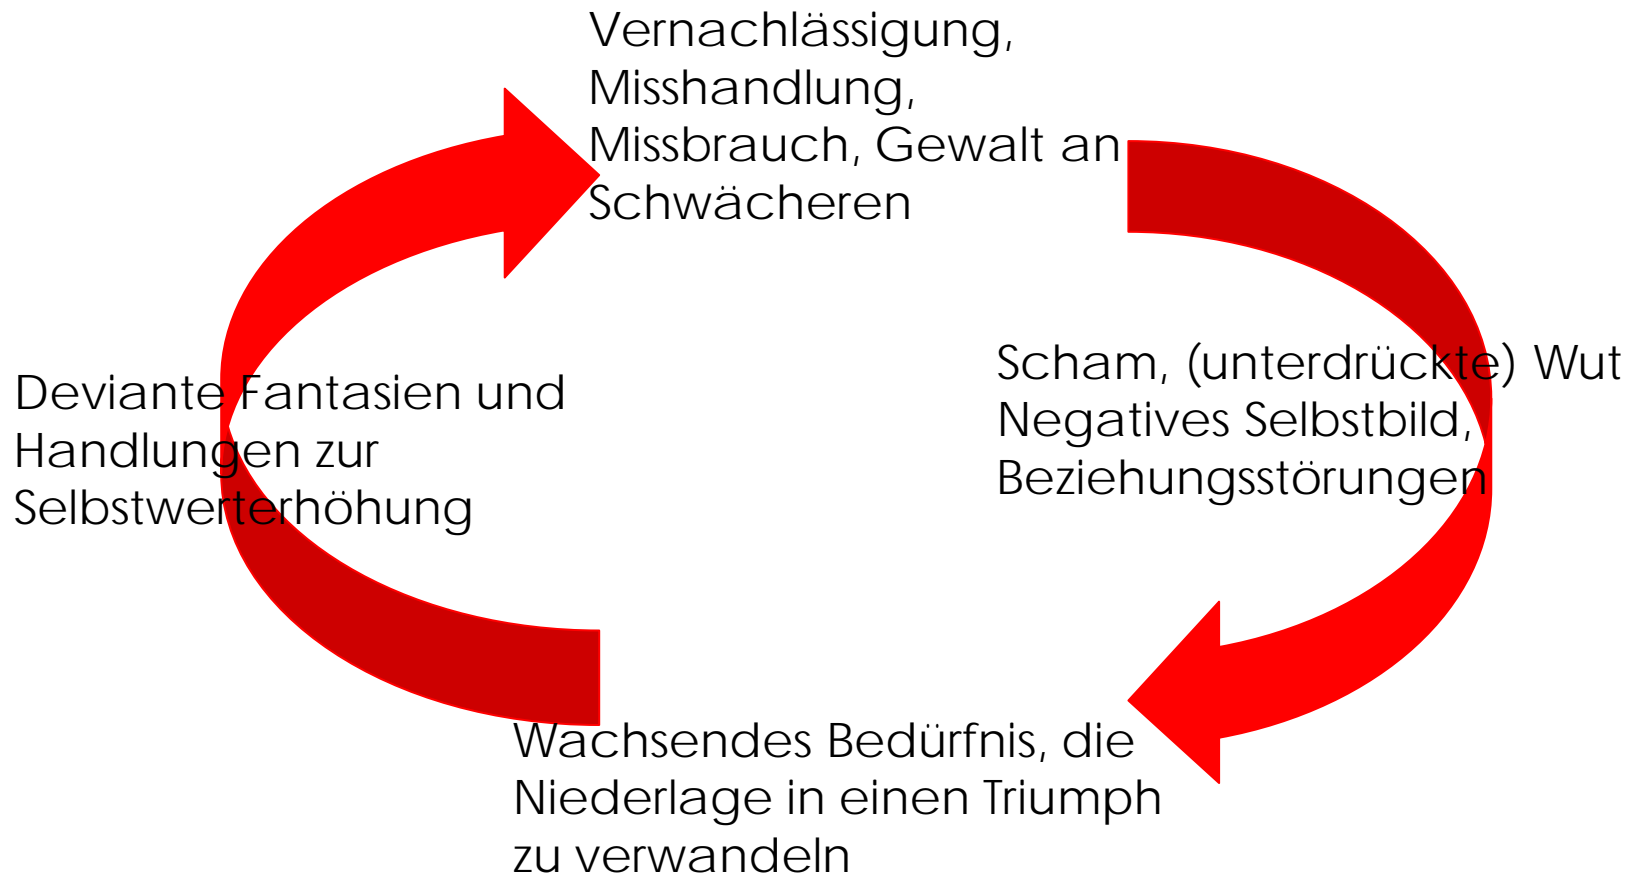 Vernachlässigung,
Misshandlung,
Missbrauch, Gewalt an
Schwächeren
Scham, (unterdrückte) Wut
Negatives Selbstbild,
Beziehungsstörungen
Wachsendes Bedürfnis, die
Niederlage in einen Triumph
zu verwandeln
Deviante Fantasien und
Handlungen zur
Selbstwerterhöhung